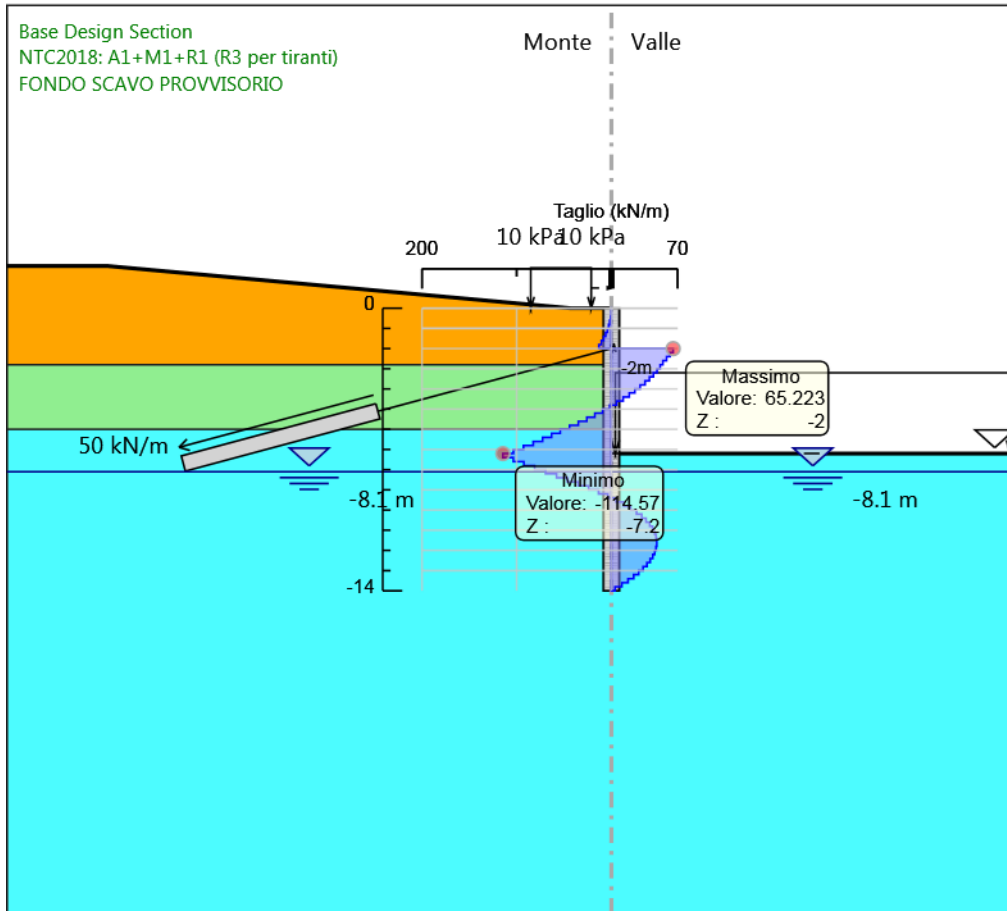 Base Design Section
NTC2018: A1+M1+R1 (R3 per tiranti)
FONDO SCAVO PROVVISORIO
Monte
Valle
Taglio (kN/m)
10 kPa
10 kPa
200
70
0
-2m
Massimo
Valore: 65.223
Z : -2
50 kN/m
Minimo
Valore: -114.57
Z : -7.2
-8.1 m
-8.1 m
-14